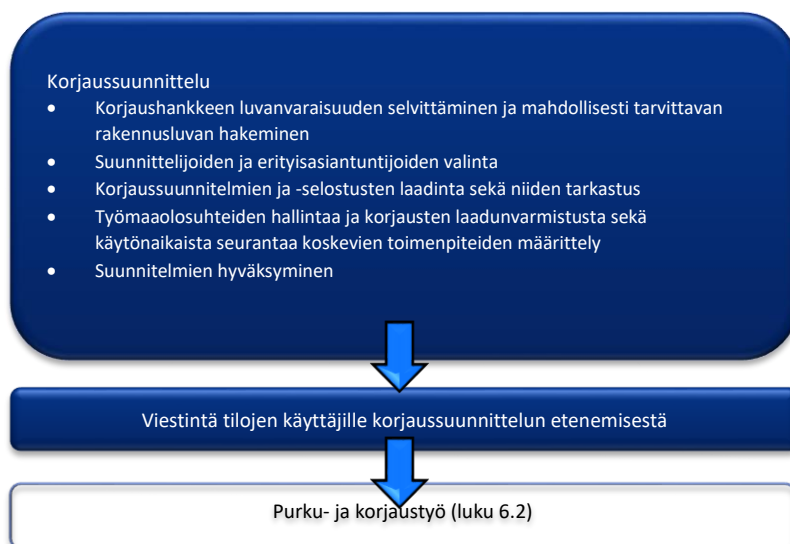 Korjaussuunnittelu
• Korjaushankkeen luvanvaraisuuden selvittäminen ja mahdollisesti tarvittavan
rakennusluvan hakeminen
• Suunnittelijoiden ja erityisasiantuntijoiden valinta
• Korjaussuunnitelmien ja -selostusten laadinta sekä niiden tarkastus
• Työmaaolosuhteiden hallintaa ja korjausten laadunvarmistusta sekä
käytönaikaista seurantaa koskevien toimenpiteiden määrittely
• Suunnitelmien hyväksyminen
Viestintä tilojen käyttäjille korjaussuunnittelun etenemisestä
Purku- ja korjaustyö (luku 6.2)